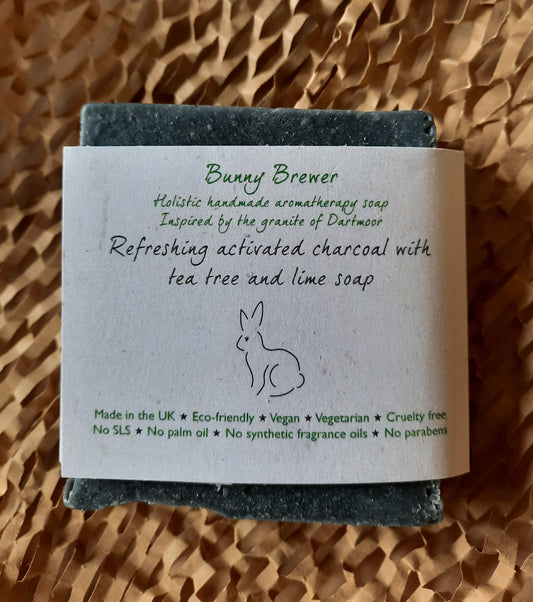 Bunny Brewer
Holistic handmade aromatherapy soap
Inspired by the granite of Dartmoor
Refreshing activated charcoal with
tea tree and lime soap
Made in the UK ★ Eco-friendly ★ Vegan ★ Vegetarian ★ Cruelty free
No SLS ★ No palm oil ★ No synthetic fragrance oils ★ No parabens